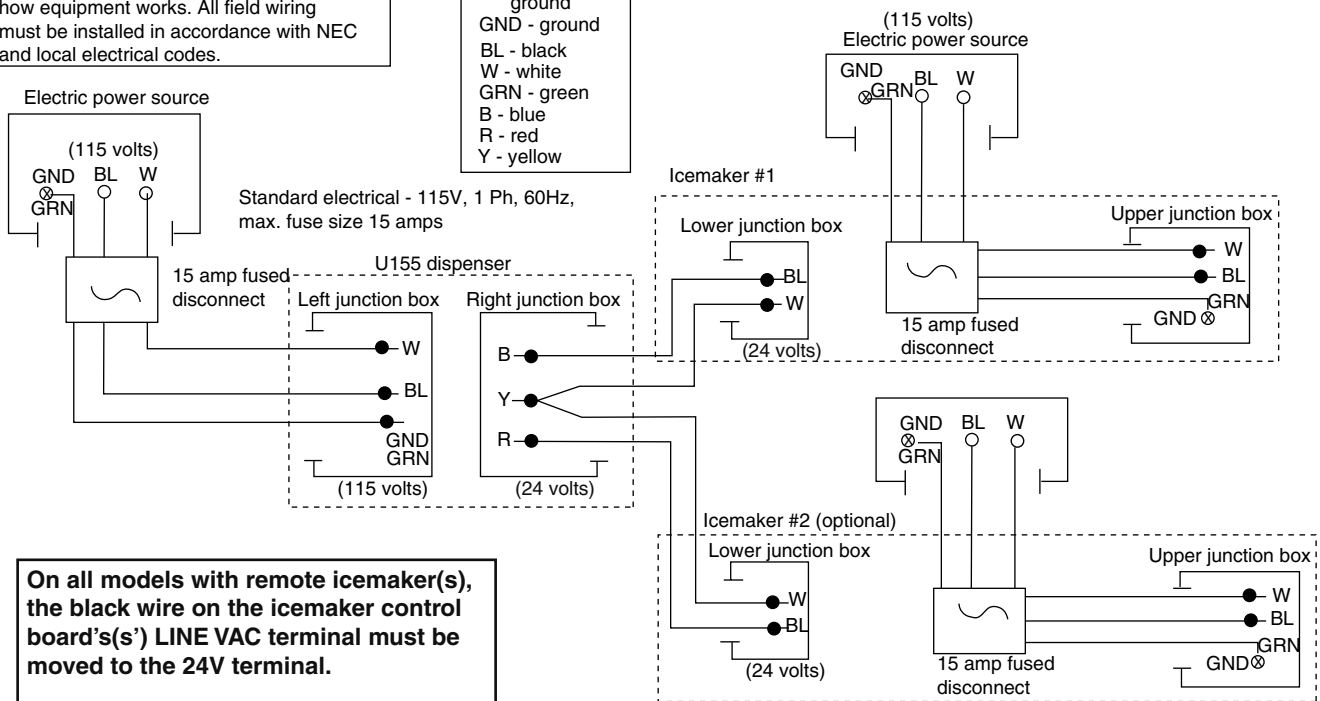 how equipment works. All field wiring
must be installed in accordance with NEC
and local electrical codes.
ground
GND - ground
BL - black
W - white
GRN - green
B - blue
R - red
Y - yellow
Electric power source
(115 volts)
GND BL W
GRN
Standard electrical - 115V, 1 Ph, 60Hz,
max. fuse size 15 amps
15 amp fused
disconnect
U155 dispenser
Left junction box
W
BL
GND
GRN
(115 volts)
Right junction box
B
Y
R
(24 volts)
(115 volts)
Electric power source
GND
GRN BL W
Icemaker #1
Lower junction box
BL
W
(24 volts)
15 amp fused
disconnect
Upper junction box
W
BL
GRN
GND
GND BL W
GRN
Icemaker #2 (optional)
Lower junction box
W
BL
(24 volts)
15 amp fused
disconnect
Upper junction box
W
BL
GRN
GND
On all models with remote icemaker(s),
the black wire on the icemaker control
board's(s') LINE VAC terminal must be
moved to the 24V terminal.